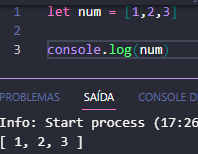 1 let num = [1,2,3]
2
3 console.log(num)
PROBLEMAS SAÍDA CONSOLE D
Info: Start process (17:26
[ 1, 2, 3 ]